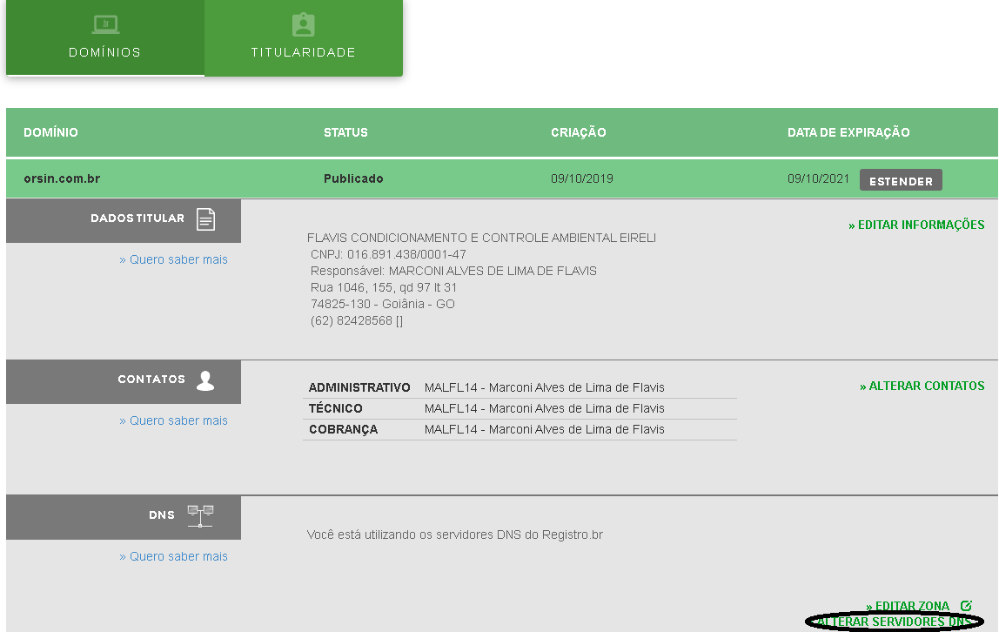 DOMÍNIOS
TITULARIDADE
DOMÍNIO STATUS CRIAÇÃO DATA DE EXPIRAÇÃO
orsin.com.br Publicado 09/10/2019 09/10/2021 ESTENDER
DADOS TITULAR
» Quero saber mais
FLAVIS CONDICIONAMENTO E CONTROLE AMBIENTAL EIRELI
CNPJ: 016.891.438/0001-47
Responsável: MARCONI ALVES DE LIMA DE FLAVIS
Rua 1046, 155, qd 97 lt 31
74825-130 - Goiânia - GO
(62) 82428568 []
» EDITAR INFORMAÇÕES
CONTATOS
» Quero saber mais
ADMINISTRATIVO MALFL14 - Marconi Alves de Lima de Flavis
TÉCNICO MALFL14 - Marconi Alves de Lima de Flavis
COBRANÇA MALFL14 - Marconi Alves de Lima de Flavis
» ALTERAR CONTATOS
DNS
» Quero saber mais
Você está utilizando os servidores DNS do Registro.br
» EDITAR ZONA
ALTERAR SERVIDORES DNS